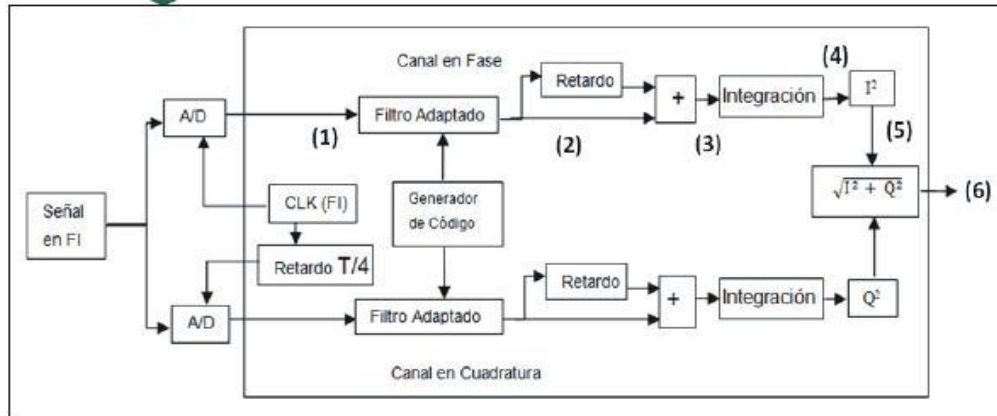 Canal en Fase
(4)
Retardo
A/D
Filtro Adaptado
+
Integración
I²
(1)
(2)
(3)
(5)
Señal
en FI
CLK (FI)
Generador
de Código
√I² + Q²
(6)
Retardo T/4
Retardo
A/D
Filtro Adaptado
+
Integración
Q²
Canal en Cuadratura